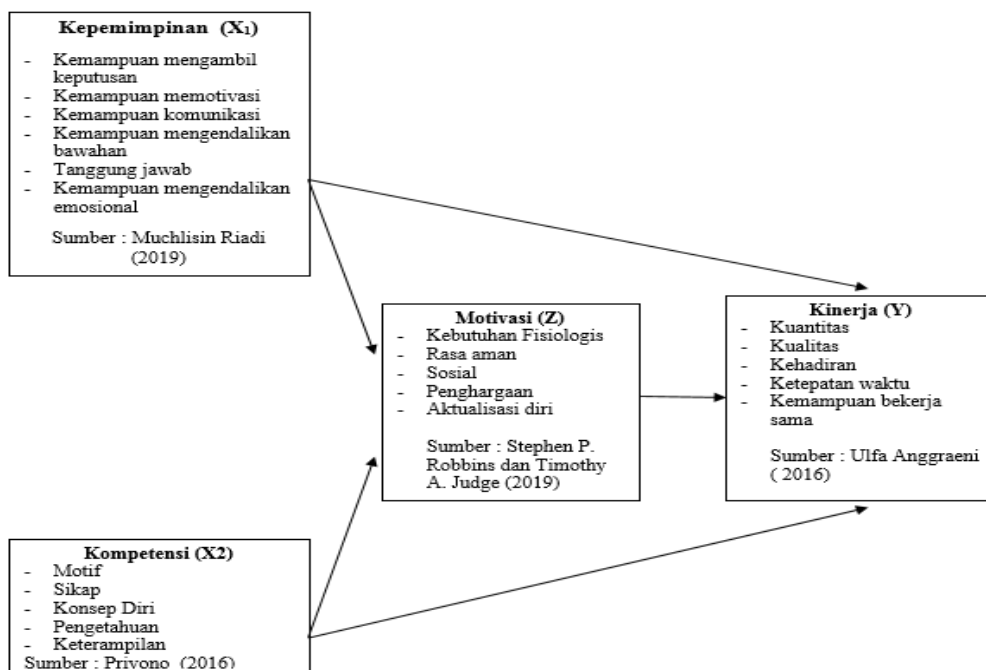 Kepemimpinan (X₁)
- Kemampuan mengambil
keputusan
- Kemampuan memotivasi
- Kemampuan komunikasi
- Kemampuan mengendalikan
bawahan
- Tanggung jawab
- Kemampuan mengendalikan
emosional
Sumber : Muchlisin Riadi
(2019)
Motivasi (Z)
- Kebutuhan Fisiologis
- Rasa aman
- Sosial
- Penghargaan
- Aktualisasi diri
Sumber : Stephen P.
Robbins dan Timothy
A. Judge (2019)
Kinerja (Y)
- Kuantitas
- Kualitas
- Kehadiran
- Ketepatan waktu
- Kemampuan bekerja
sama
Sumber : Ulfa Anggraeni
( 2016)
Kompetensi (X2)
- Motif
- Sikap
- Konsep Diri
- Pengetahuan
- Keterampilan
Sumber : Priyono (2016)